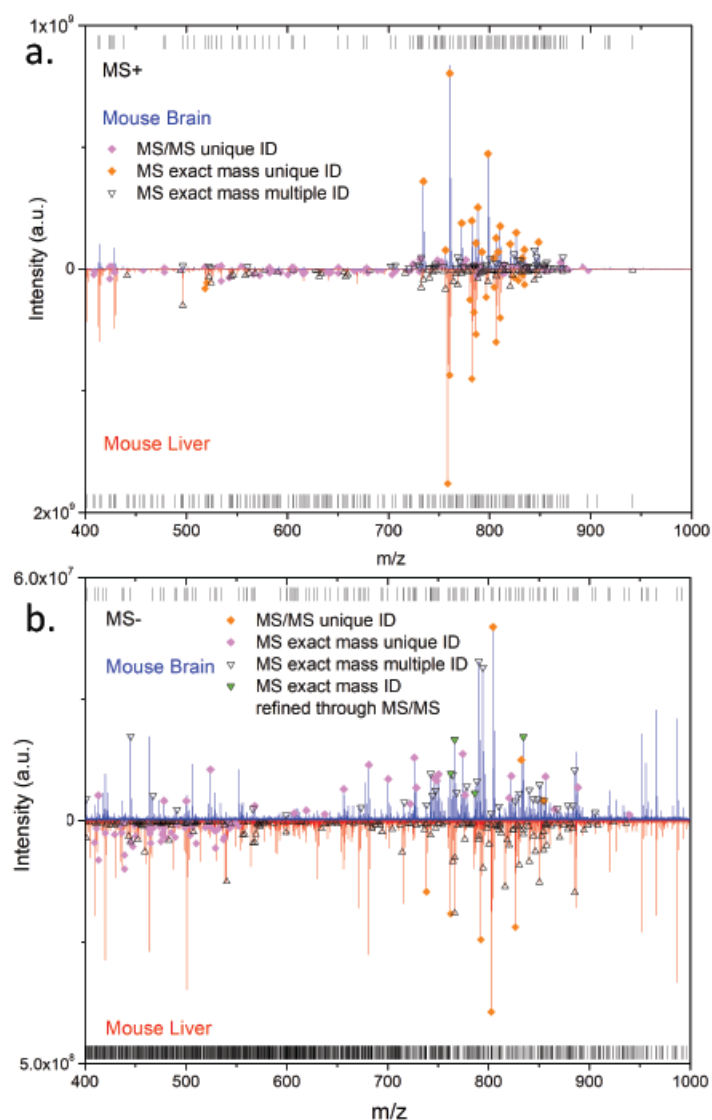 1x10⁹
a.
MS+
Mouse Brain
MS/MS unique ID
MS exact mass unique ID
MS exact mass multiple ID
Intensity (a.u.)
0
Mouse Liver
2x10⁹
400 500 600 700 800 900 1000
m/z
6.0x10⁷
b.
MS-
Mouse Brain
MS/MS unique ID
MS exact mass unique ID
MS exact mass multiple ID
MS exact mass ID
refined through MS/MS
Intensity (a.u.)
0
Mouse Liver
5.0x10⁸
400 500 600 700 800 900 1000
m/z